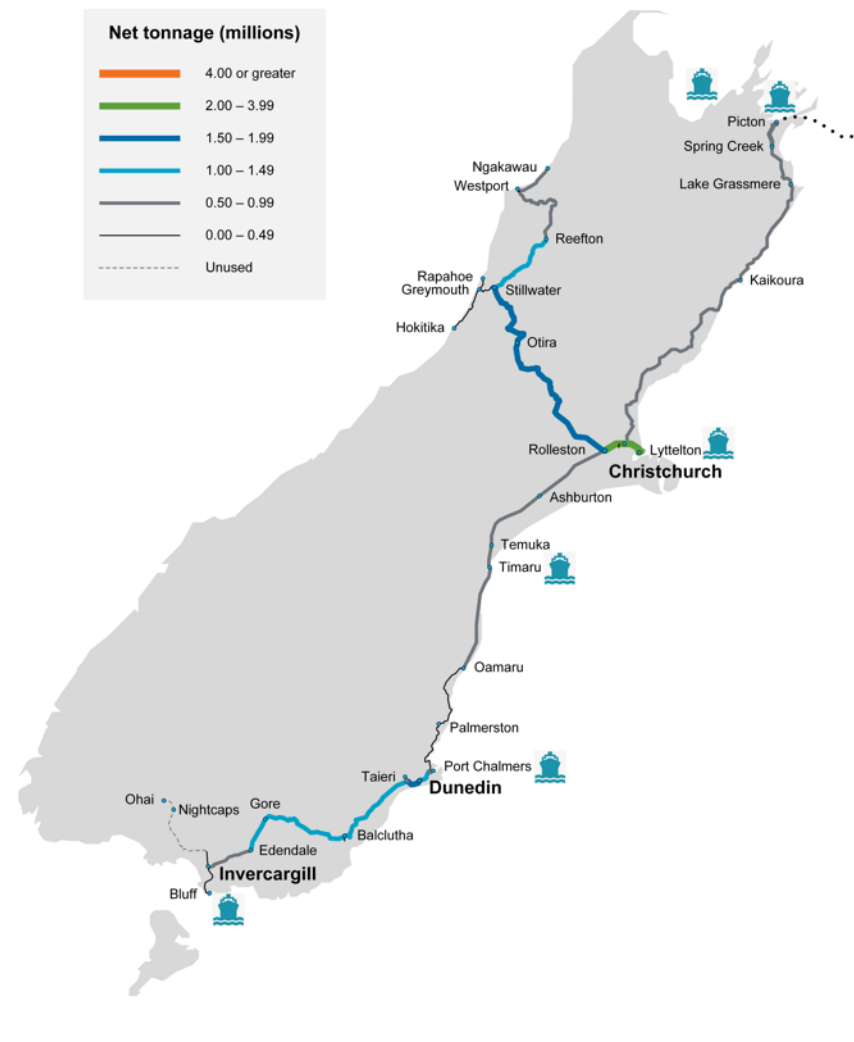 Net tonnage (millions)
4.00 or greater
2.00 – 3.99
1.50 – 1.99
1.00 – 1.49
0.50 – 0.99
0.00 – 0.49
Unused
Picton
Spring Creek
Ngakawau
Westport
Lake Grassmere
Reefton
Rapahoe
Greymouth
Stillwater
Kaikoura
Hokitika
Otira
Rolleston
Lyttelton
Christchurch
Ashburton
Temuka
Timaru
Oamaru
Palmerston
Port Chalmers
Taieri
Dunedin
Ohai
Nightcaps
Gore
Balclutha
Edendale
Invercargill
Bluff